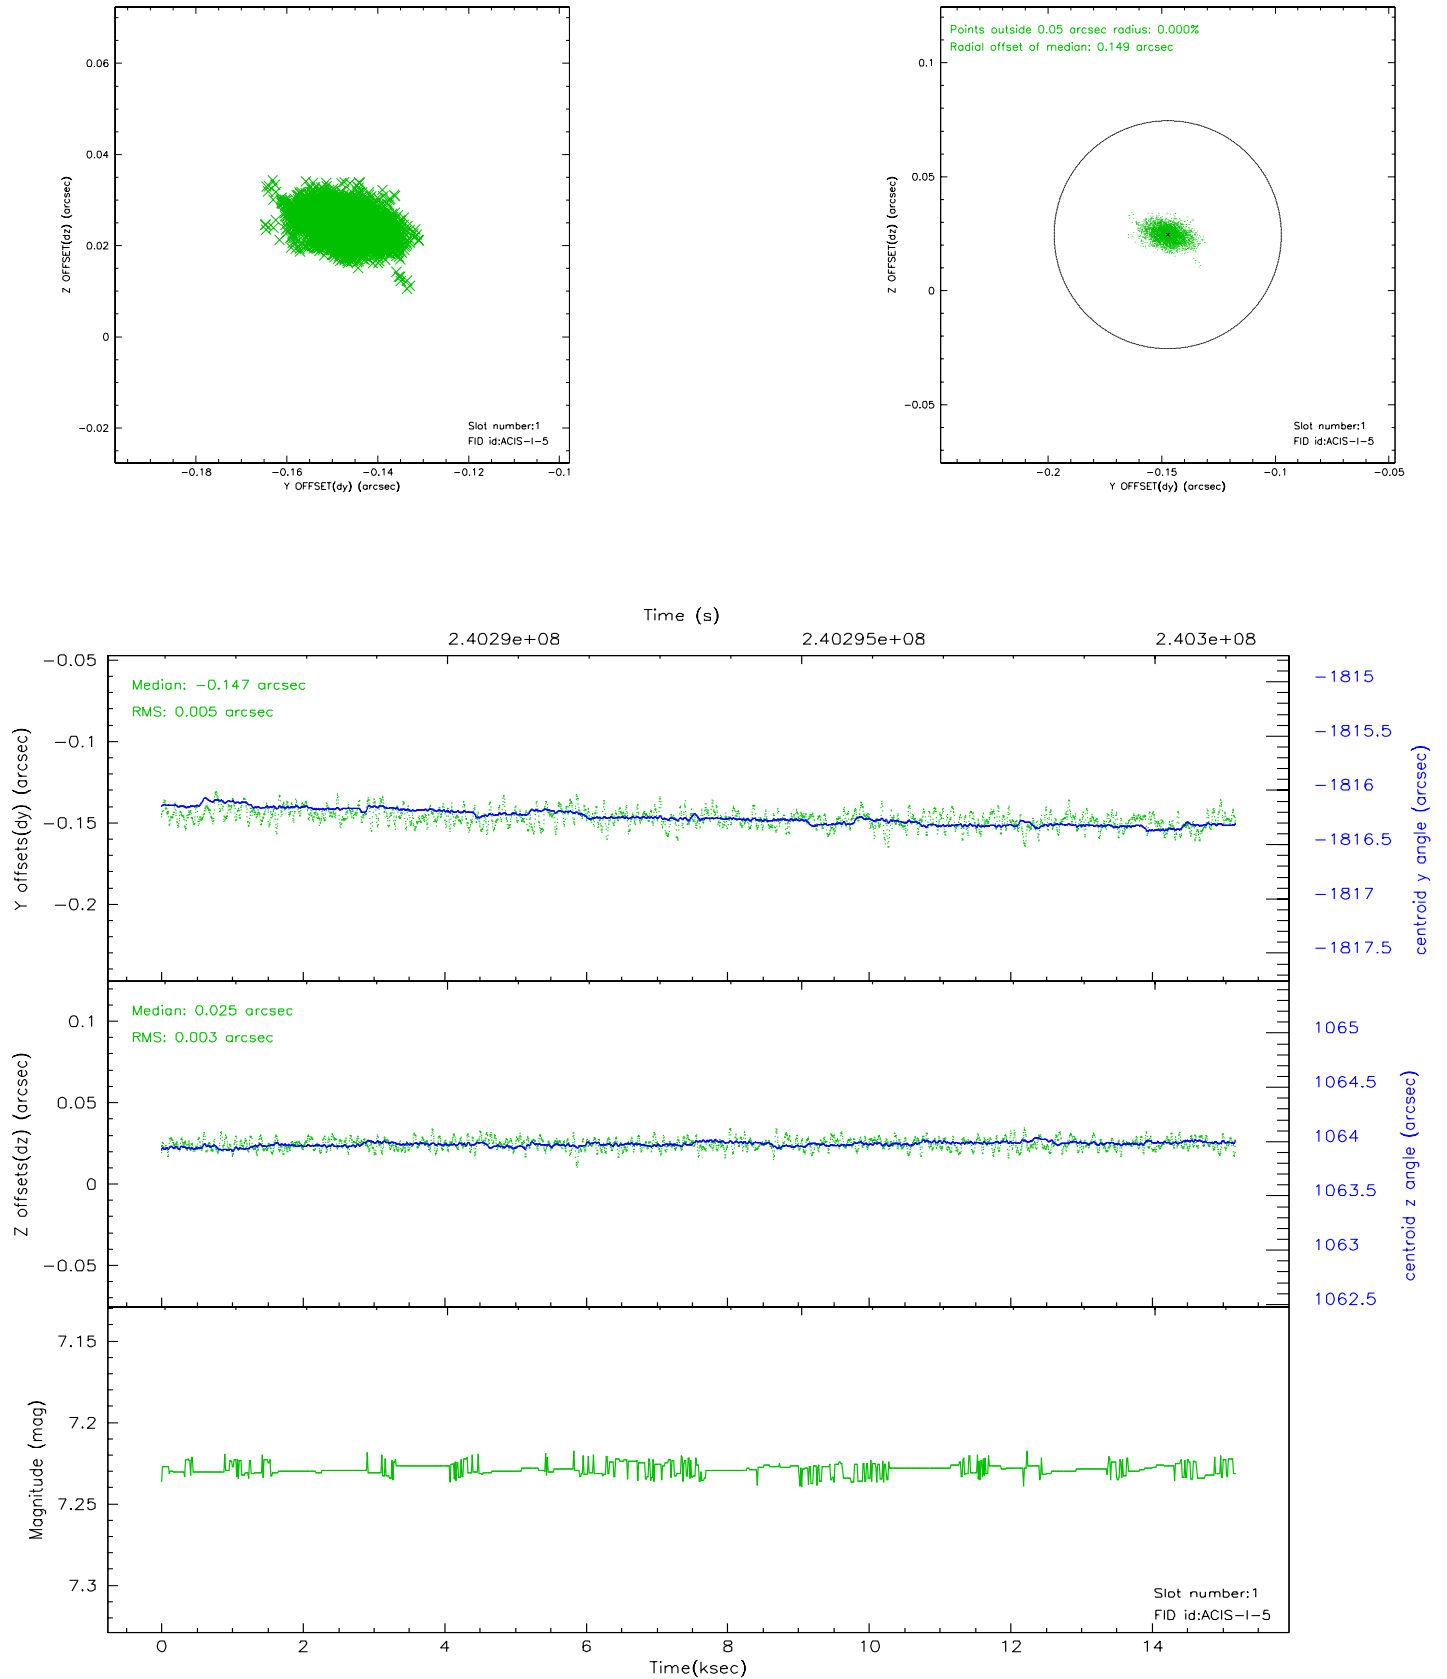 0.06
0.04
0.02
0
−0.02
Z OFFSET(dz) (arcsec)
Slot number:1
FID id:ACIS−I−5
−0.18
−0.16
−0.14
−0.12
−0.1
Y OFFSET(dy) (arcsec)
Points outside 0.05 arcsec radius: 0.000%
Radial offset of median: 0.149 arcsec
0.1
0.05
0
−0.05
Z OFFSET(dz) (arcsec)
Slot number:1
FID id:ACIS−I−5
−0.2
−0.15
−0.1
−0.05
Y OFFSET(dy) (arcsec)
Time (s)
2.4029e+08
2.40295e+08
2.403e+08
−0.05
−0.1
−0.15
−0.2
Y offsets(dy) (arcsec)
Median: −0.147 arcsec
RMS: 0.005 arcsec
−1815
−1815.5
−1816
−1816.5
−1817
−1817.5
centroid y angle (arcsec)
0.1
0.05
0
−0.05
Z offsets(dz) (arcsec)
Median: 0.025 arcsec
RMS: 0.003 arcsec
1065
1064.5
1064
1063.5
1063
1062.5
centroid z angle (arcsec)
7.15
7.2
7.25
7.3
Magnitude (mag)
Slot number:1
FID id:ACIS−I−5
0
2
4
6
8
10
12
14
Time(ksec)